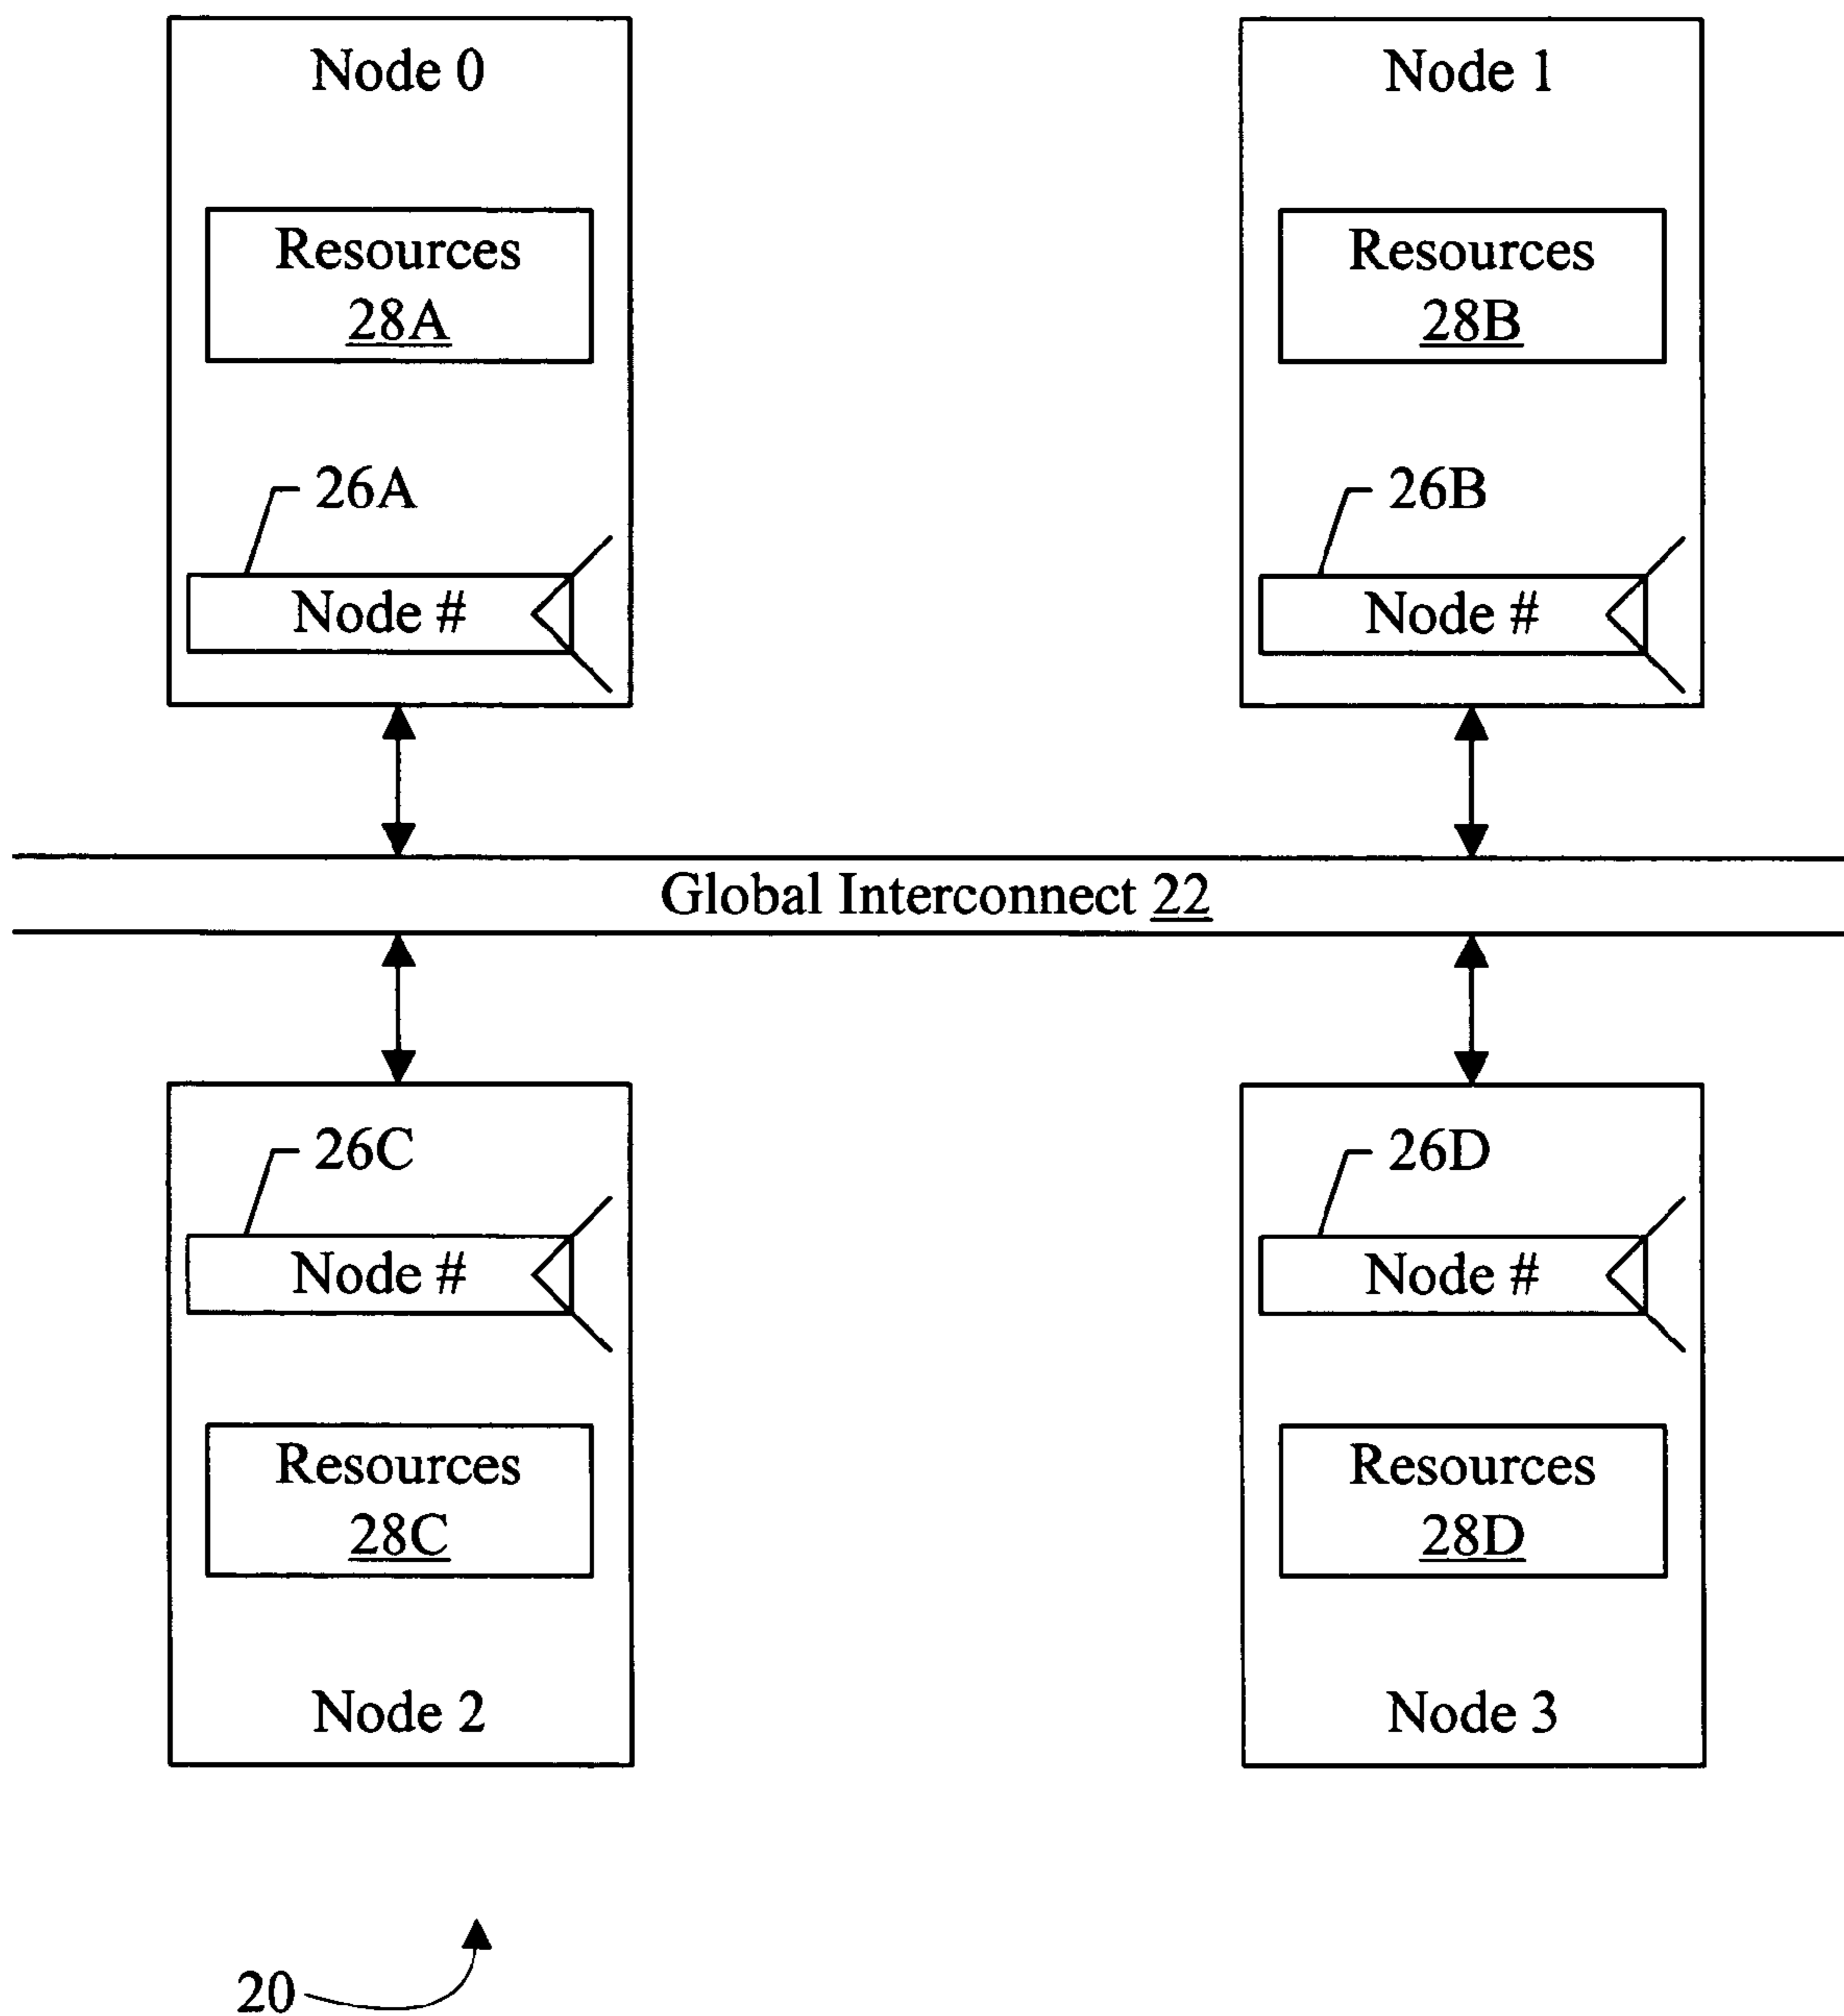 Node 0
Node 1
Resources
28A
Resources
28B
26A
26B
Node #
Node #
Global Interconnect 22
26C
26D
Node #
Node #
Resources
28C
Resources
28D
Node 2
Node 3
20